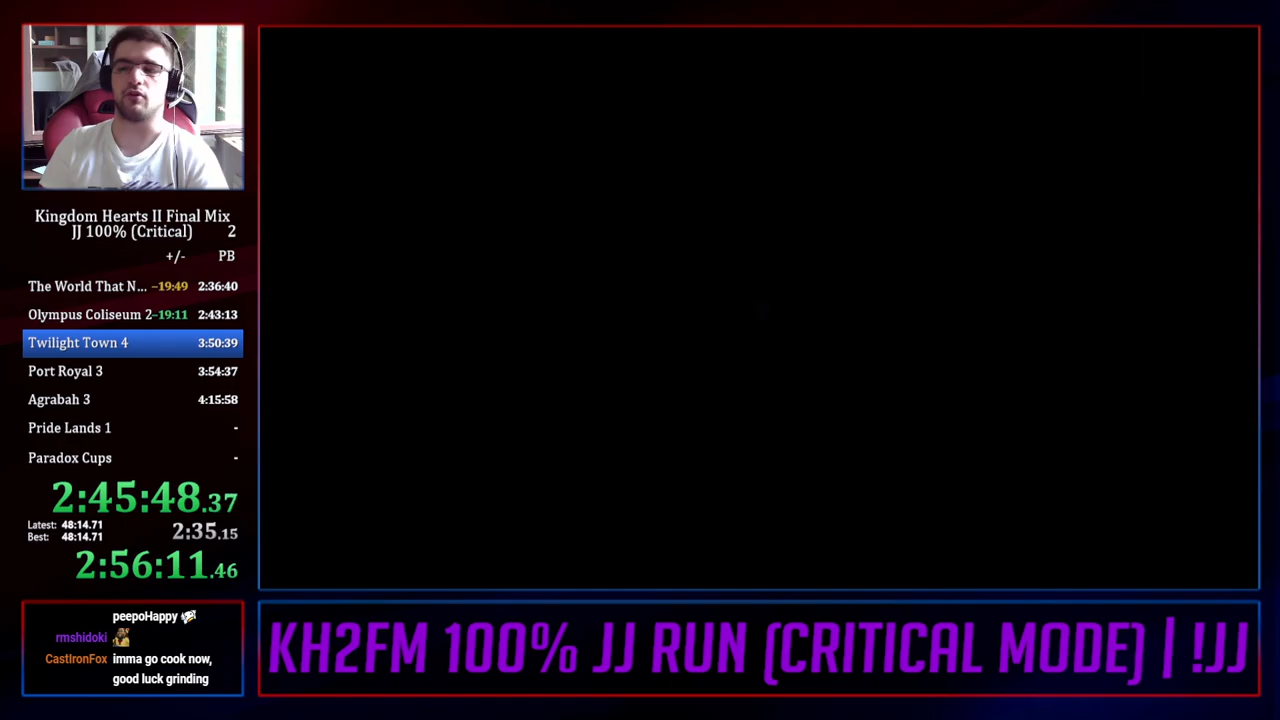 Kingdom Hearts II Final Mix
JJ 100% (Critical) 2
+/- PB
The World That N... −19:49 2:36:40
Olympus Coliseum 2 −19:11 2:43:13
Twilight Town 4 3:50:39
Port Royal 3 3:54:37
Agrabah 3 4:15:58
Pride Lands 1 -
Paradox Cups -
2:45:48.37
Latest: 48:14.71
Best: 48:14.71
2:35.15
2:56:11.46
peepoHappy
rmshidoki
CastIronFox imma go cook now,
good luck grinding
KH2FM 100% JJ RUN (CRITICAL MODE) | !JJ